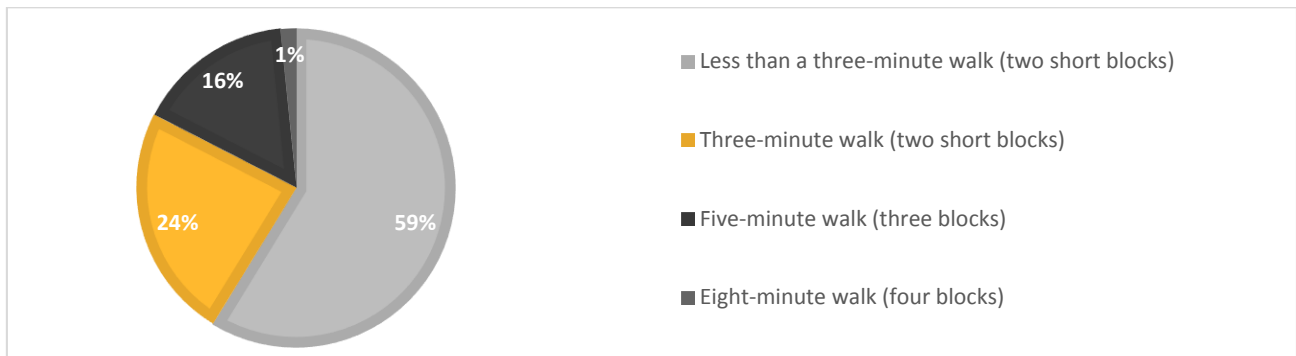 1%
Less than a three-minute walk (two short blocks)
16%
Three-minute walk (two short blocks)
24%
59%
Five-minute walk (three blocks)
Eight-minute walk (four blocks)